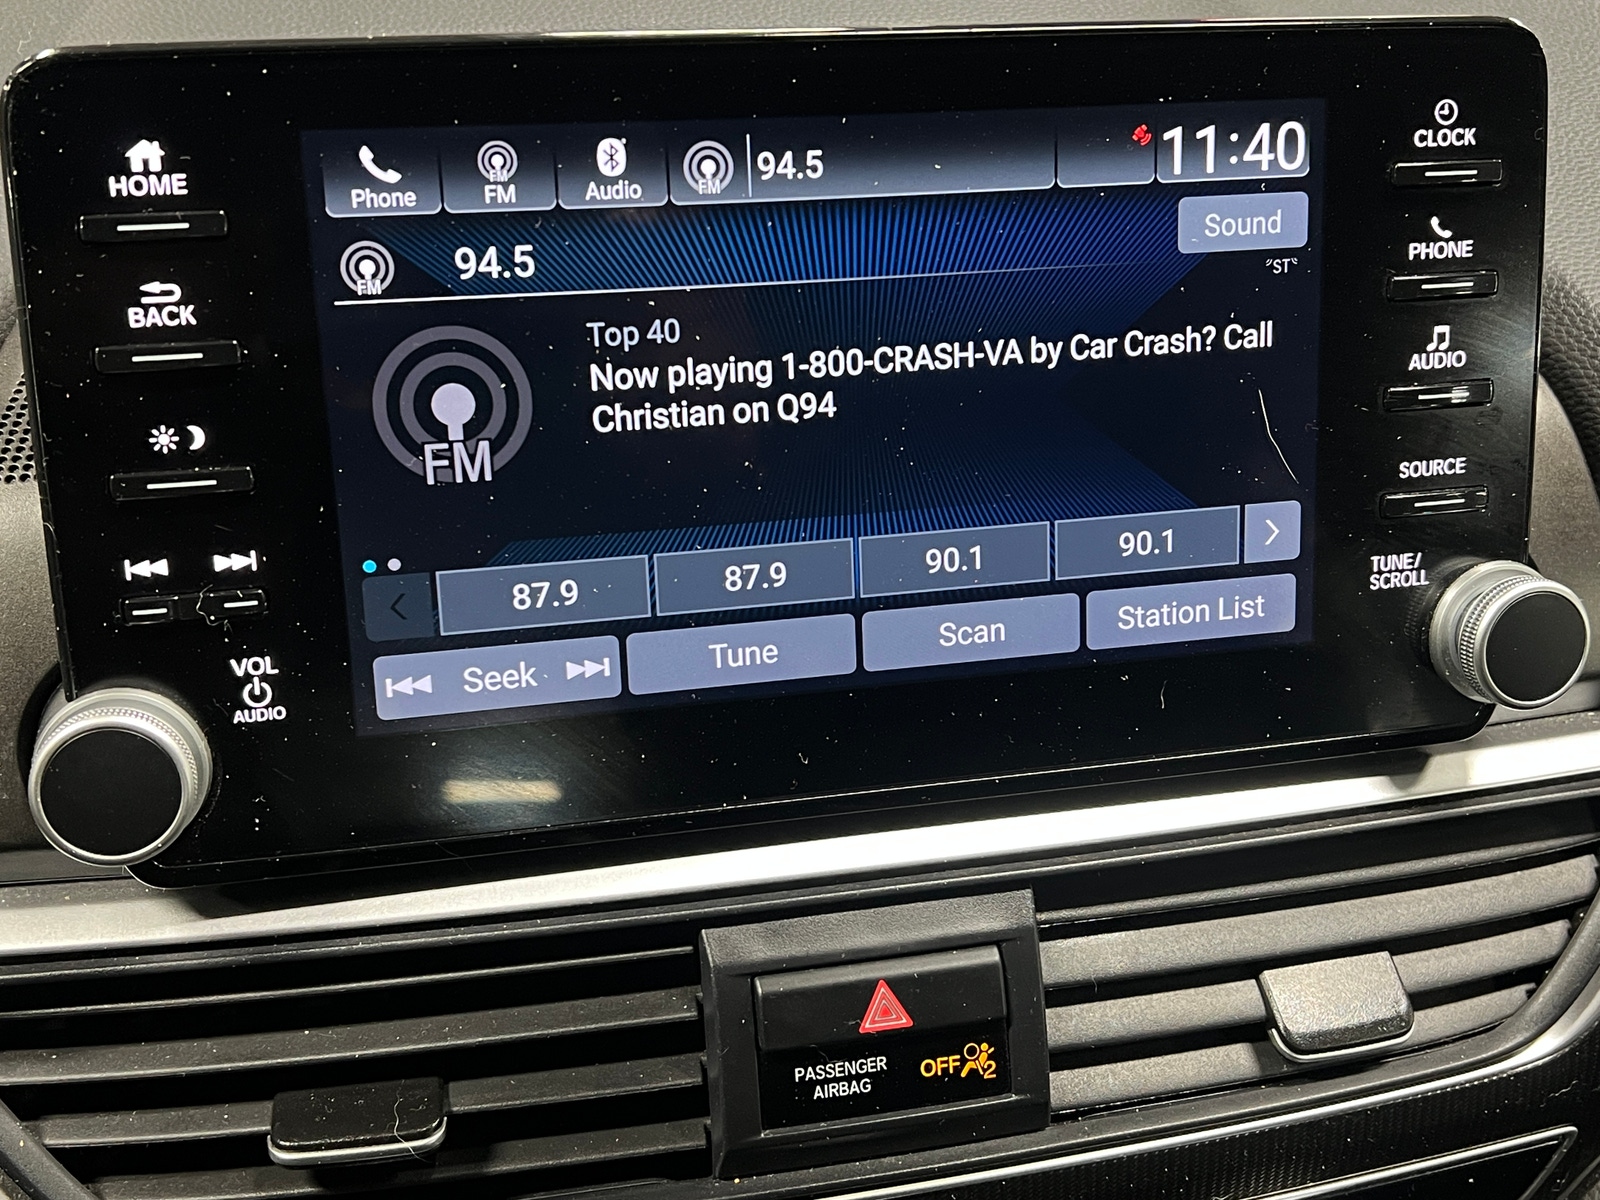 HOME
BACK
VOL
AUDIO
Phone
FM
FM
Audio
FM
94.5
11:40
FM
94.5
Sound
"ST"
FM
Top 40
Now playing 1-800-CRASH-VA by Car Crash? Call
Christian on Q94
87.9
87.9
90.1
90.1
Seek
Tune
Scan
Station List
CLOCK
PHONE
AUDIO
SOURCE
TUNE/
SCROLL
PASSENGER
AIRBAG
OFF
2